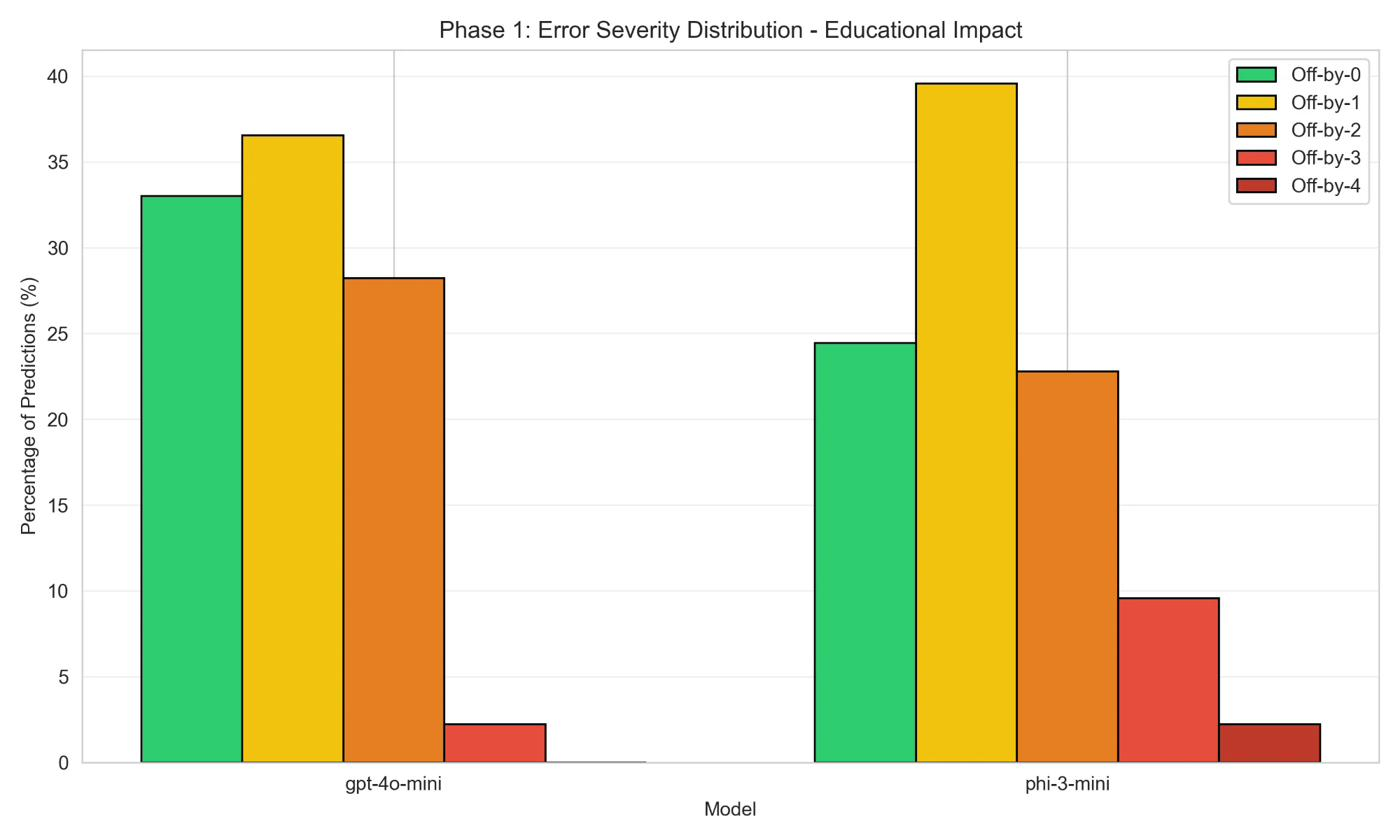 Phase 1: Error Severity Distribution - Educational Impact
Off-by-0
Off-by-1
Off-by-2
Off-by-3
Off-by-4
Percentage of Predictions (%)
40
35
30
25
20
15
10
5
0
gpt-4o-mini
phi-3-mini
Model